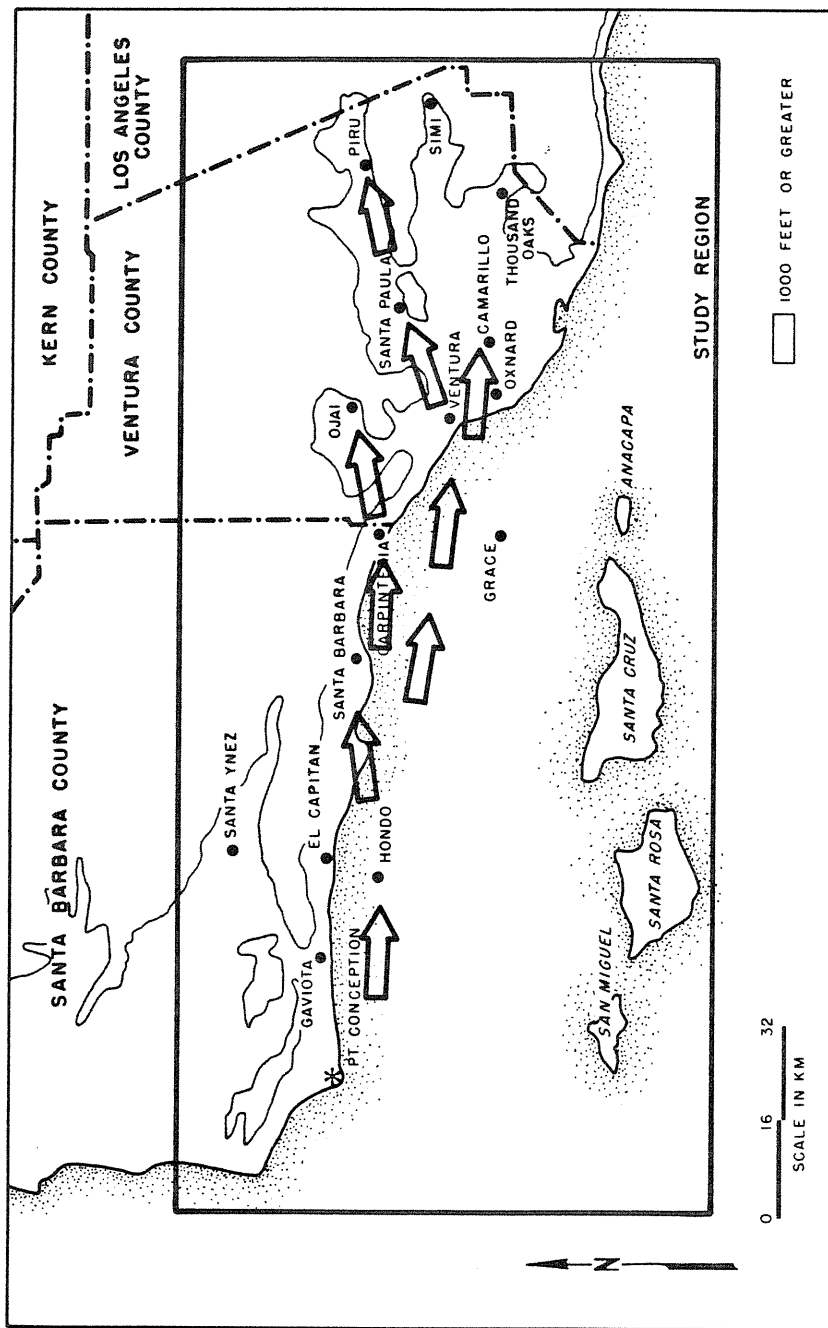 KERN COUNTY
LOS ANGELES
COUNTY
VENTURA COUNTY
SANTA BARBARA COUNTY
SANTA YNEZ
GAVIOTA
EL CAPITAN
PT CONCEPTION
HONDO
SANTA BARBARA
CARPINTERIA
OJAI
SANTA PAULA
PIRU
SIMI
VENTURA
CAMARILLO
OXNARD
THOUSAND
OAKS
GRACE
SAN MIGUEL
SANTA ROSA
SANTA CRUZ
ANACAPA
STUDY REGION
N
0 16 32
SCALE IN KM
1000 FEET OR GREATER